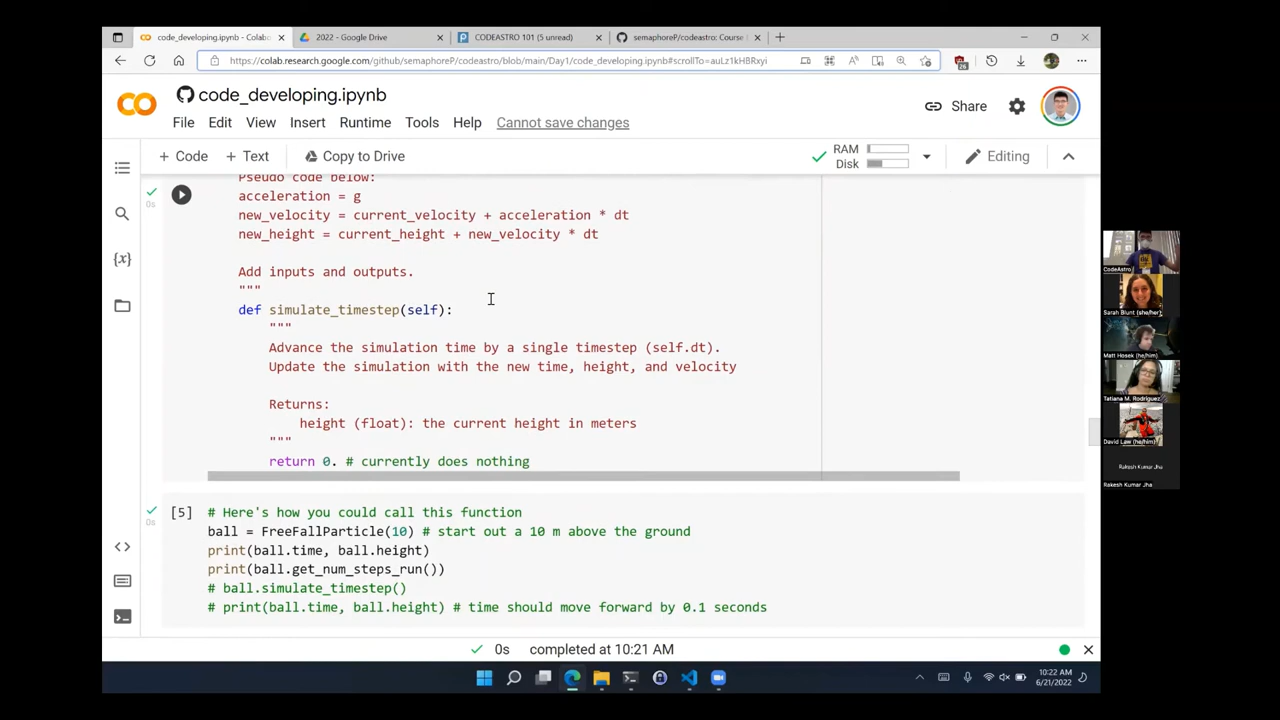 code_developing.ipynb - Colabo
2022 - Google Drive
CODEASTRO 101 (5 unread)
semaphoreP/codeastro: Course
https://colab.research.google.com/github/semaphoreP/codeastro/blob/main/Day1/code_developing.ipynb#scrollTo=auLz1kHBRxyi
code_developing.ipynb
Share
File Edit View Insert Runtime Tools Help Cannot save changes
+ Code + Text Copy to Drive
RAM
Disk
Editing
0s
Pseudo code below:
acceleration = g
new_velocity = current_velocity + acceleration * dt
new_height = current_height + new_velocity * dt
Add inputs and outputs.
"""
def simulate_timestep(self):
"""
Advance the simulation time by a single timestep (self.dt).
Update the simulation with the new time, height, and velocity
Returns:
height (float): the current height in meters
"""
return 0. # currently does nothing
[5]
0s
# Here's how you could call this function
ball = FreeFallParticle(10) # start out a 10 m above the ground
print(ball.time, ball.height)
print(ball.get_num_steps_run())
# ball.simulate_timestep()
# print(ball.time, ball.height) # time should move forward by 0.1 seconds
0s completed at 10:21 AM
10:22 AM
6/21/2022
CodeAstro
Sarah Blunt (she/her)
Matt Hosek (he/him)
Tatiana M. Rodriguez
David Law (he/him)
Rakesh Kumar Jha
Rakesh Kumar Jha